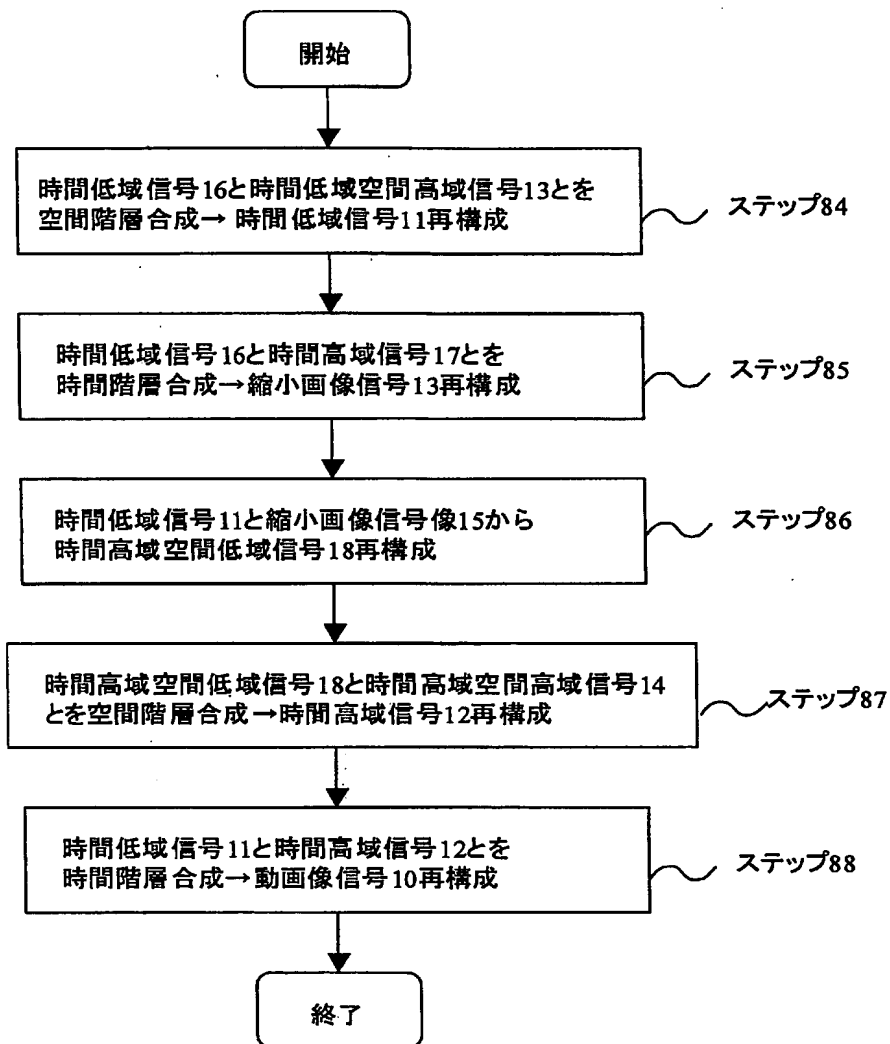 開始
時間低域信号16と時間低域空間高域信号13とを
空間階層合成→ 時間低域信号11再構成
ステップ84
時間低域信号16と時間高域信号17とを
時間階層合成→縮小画像信号13再構成
ステップ85
時間低域信号11と縮小画像信号像15から
時間高域空間低域信号18再構成
ステップ86
時間高域空間低域信号18と時間高域空間高域信号14
とを空間階層合成→時間高域信号12再構成
ステップ87
時間低域信号11と時間高域信号12とを
時間階層合成→動画像信号10再構成
ステップ88
終了